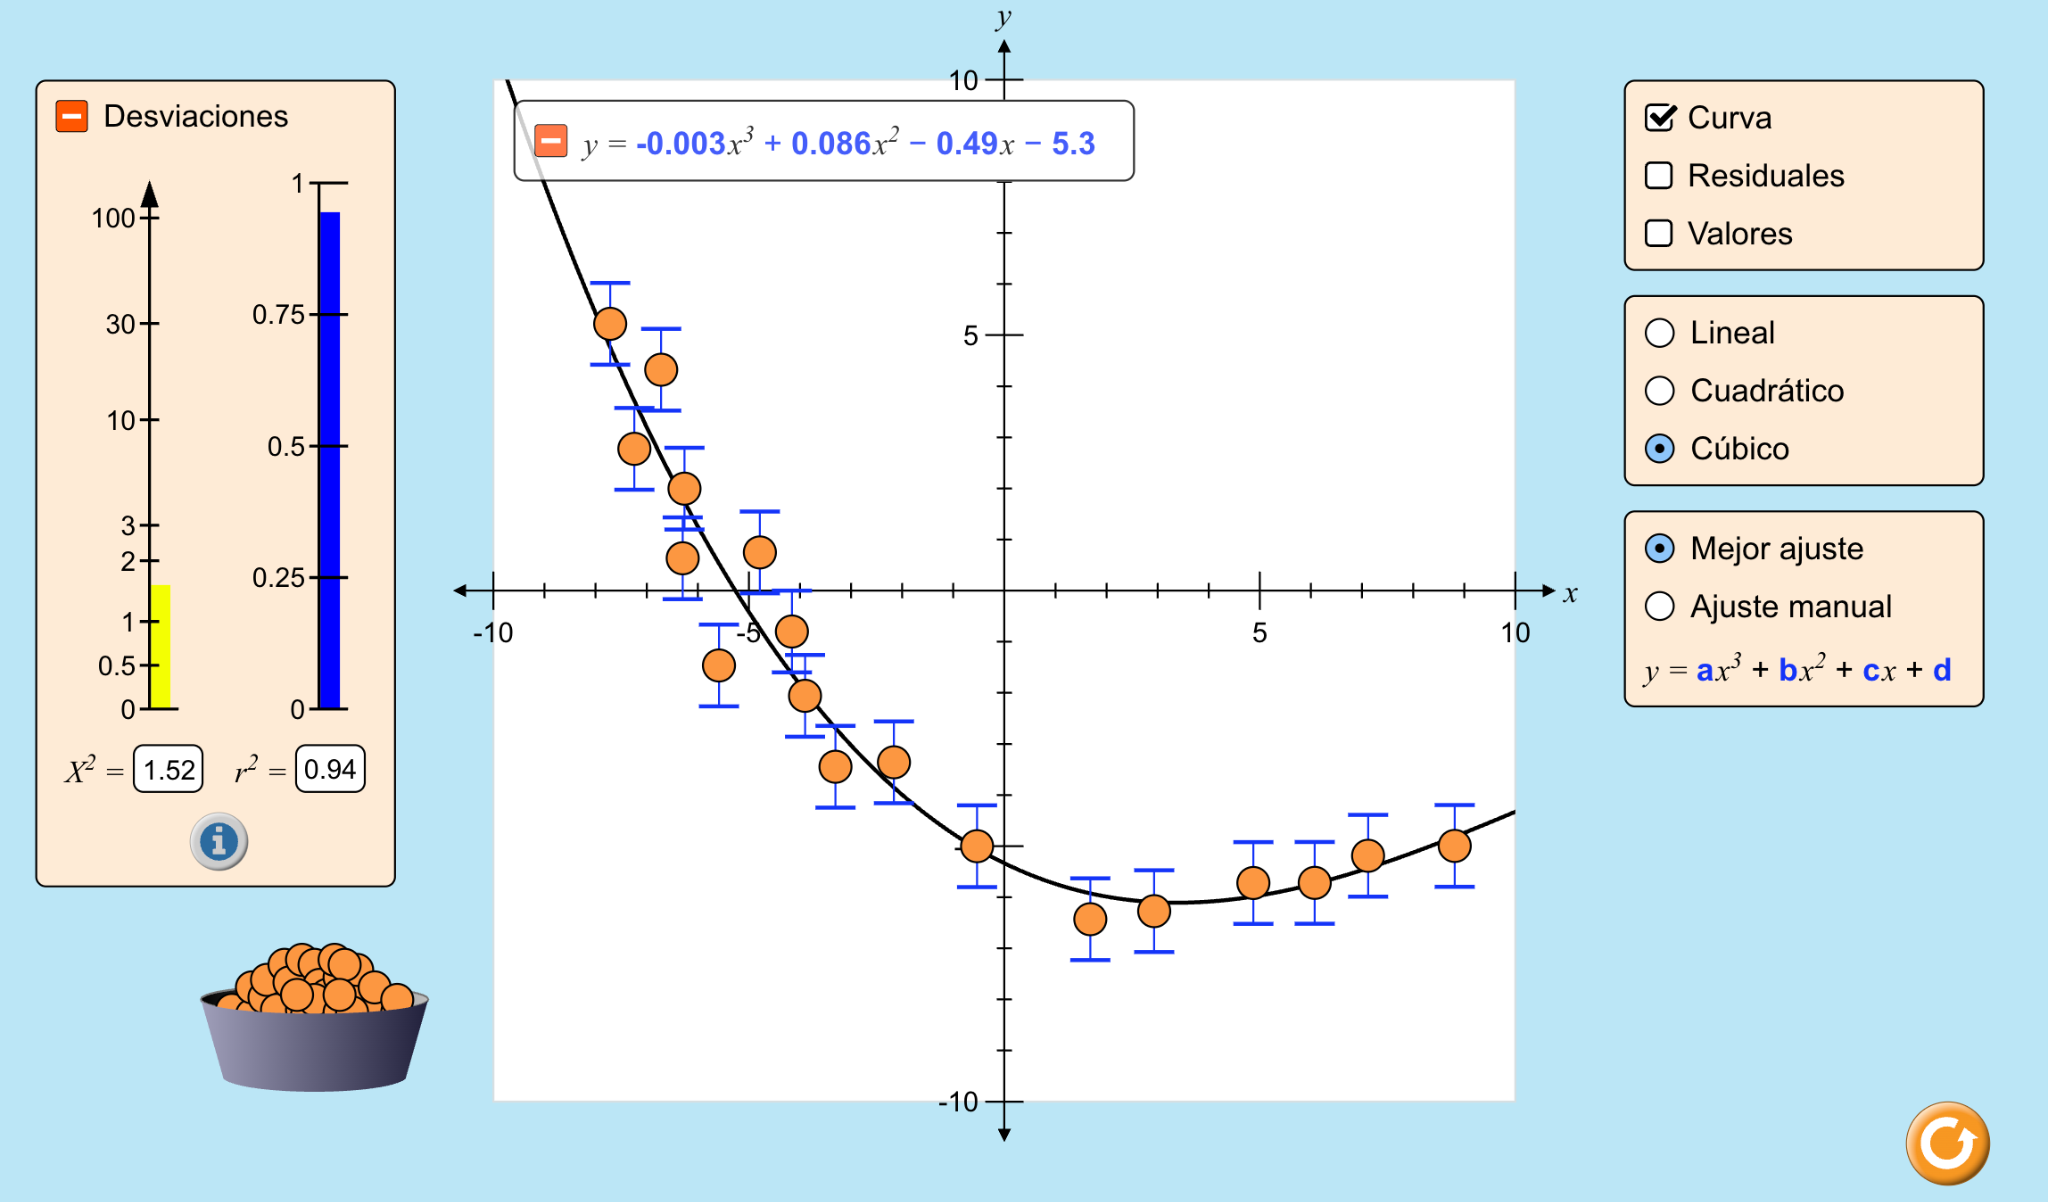 Desviaciones
100
30
10
3
2
1
0.5
0
1
0.75
0.5
0.25
0
X² = 1.52
r² = 0.94
y
10
y = -0.003x³ + 0.086x² − 0.49x − 5.3
5
-10
-5
5
10
x
-10
Curva
Residuales
Valores
Lineal
Cuadrático
Cúbico
Mejor ajuste
Ajuste manual
y = ax³ + bx² + cx + d